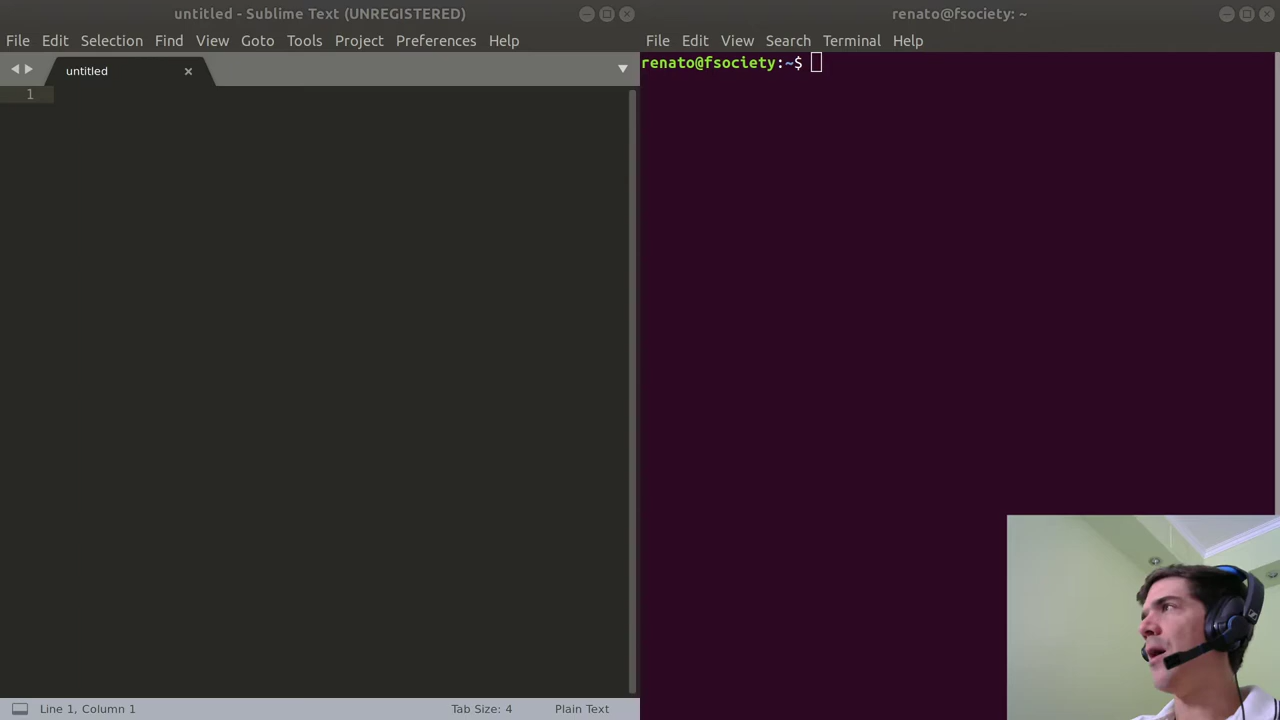 untitled - Sublime Text (UNREGISTERED)
File Edit Selection Find View Goto Tools Project Preferences Help
untitled
1
Line 1, Column 1
Tab Size: 4
Plain Text
renato@fsociety: ~
File Edit View Search Terminal Help
renato@fsociety:~$